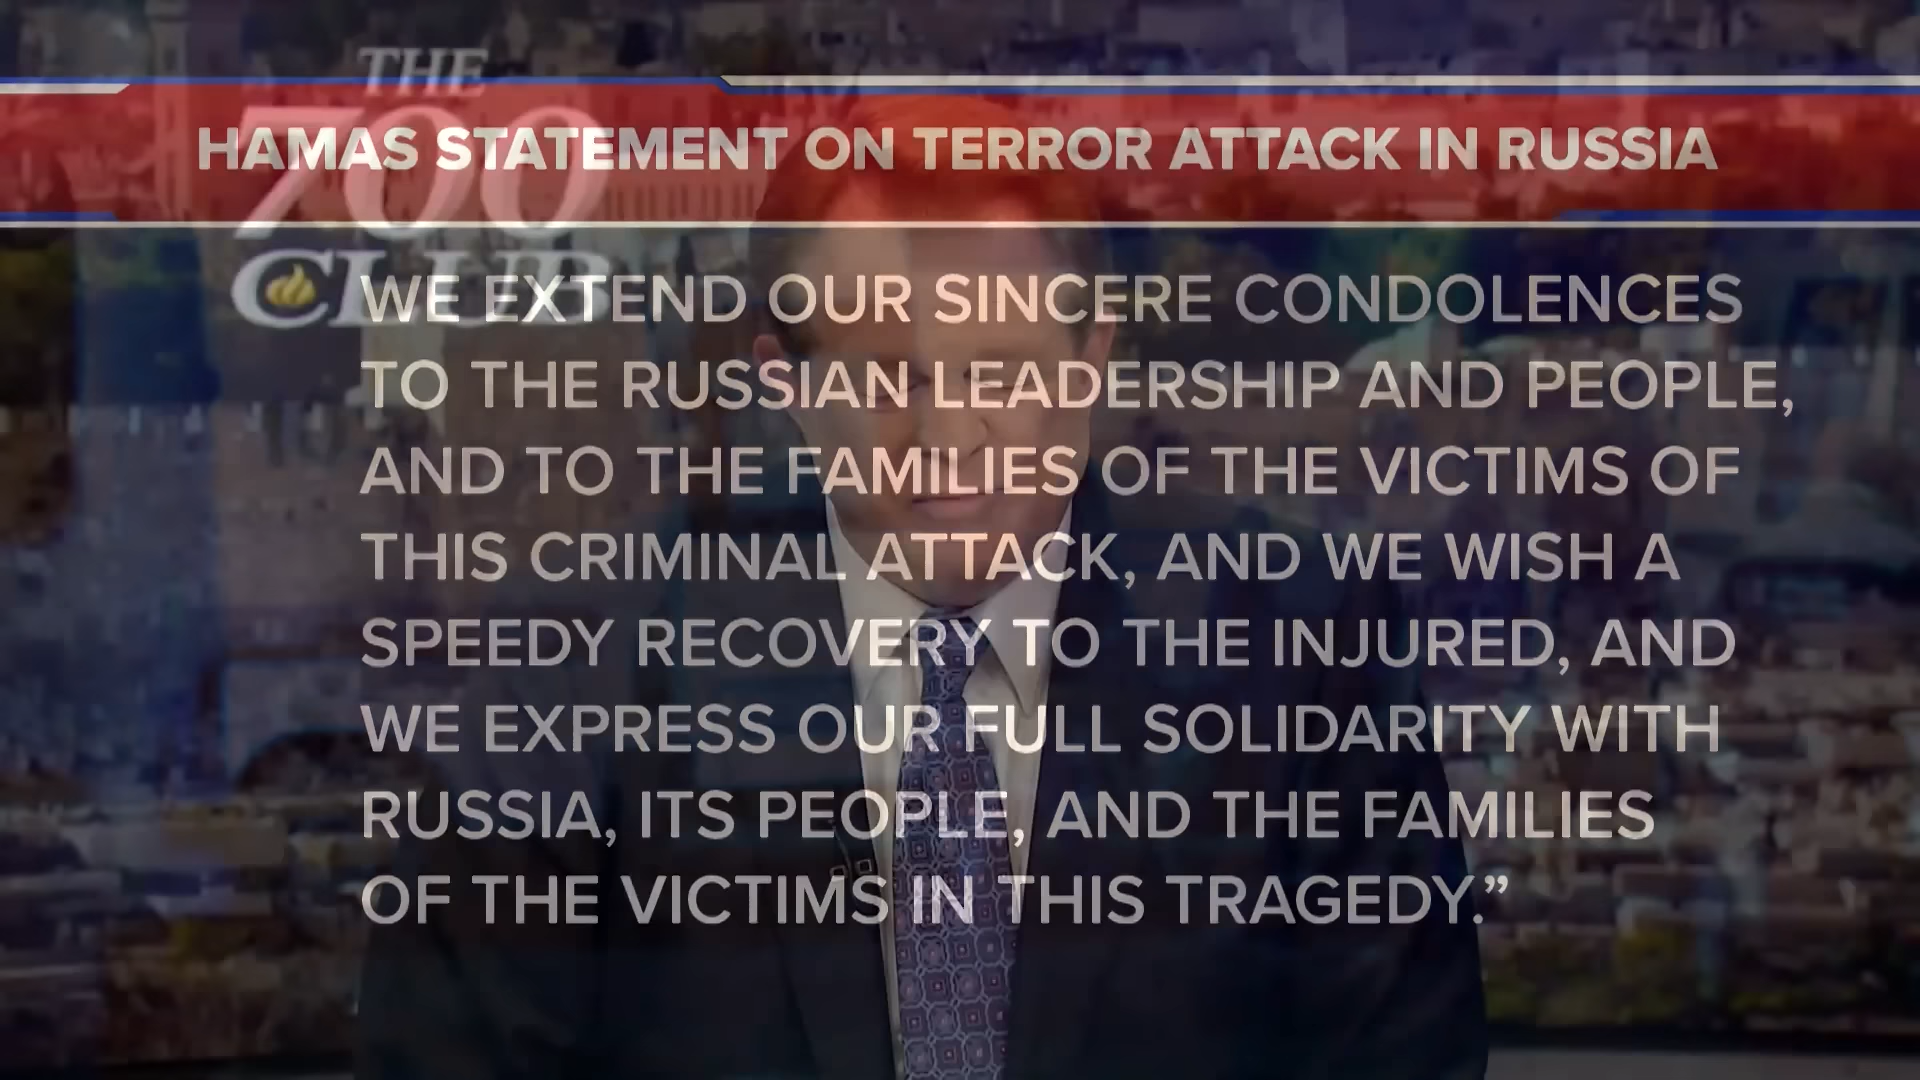 THE
700
CLUB
HAMAS STATEMENT ON TERROR ATTACK IN RUSSIA
WE EXTEND OUR SINCERE CONDOLENCES
TO THE RUSSIAN LEADERSHIP AND PEOPLE,
AND TO THE FAMILIES OF THE VICTIMS OF
THIS CRIMINAL ATTACK, AND WE WISH A
SPEEDY RECOVERY TO THE INJURED, AND
WE EXPRESS OUR FULL SOLIDARITY WITH
RUSSIA, ITS PEOPLE, AND THE FAMILIES
OF THE VICTIMS IN THIS TRAGEDY.”